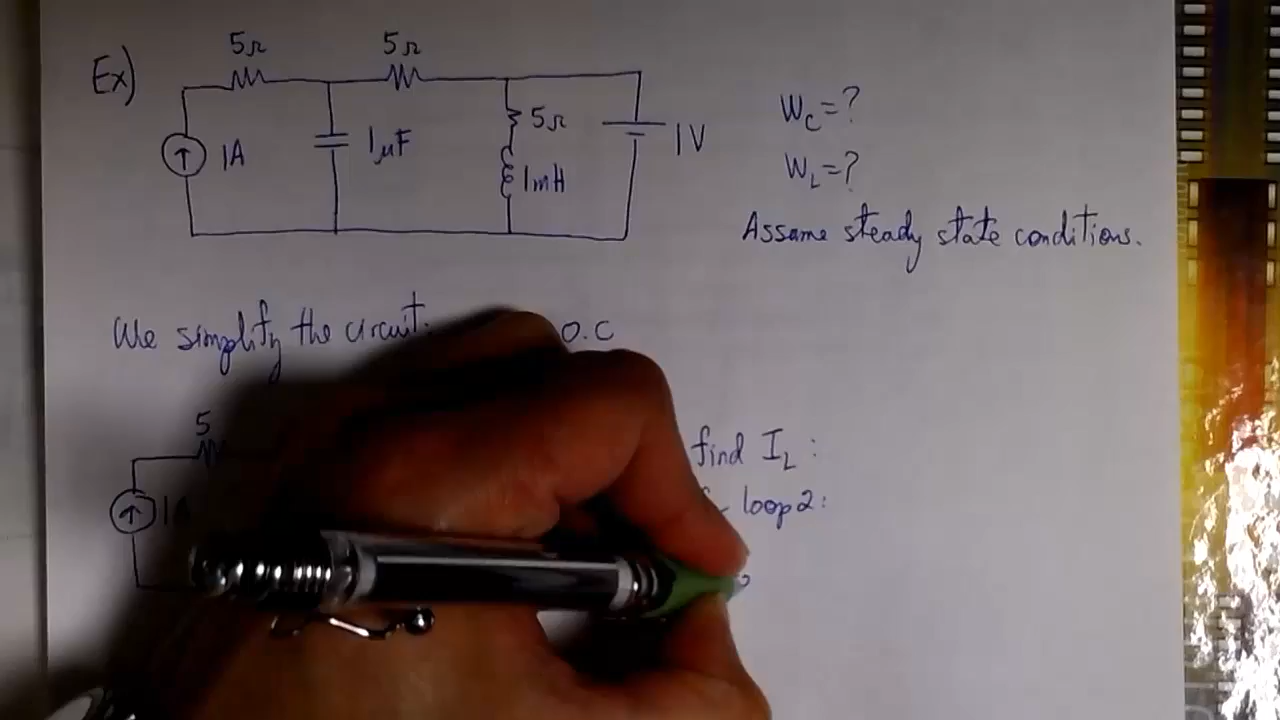 Ex)
5Ω 5Ω
1A 1μF 5Ω 1mH 1V
W_C = ?
W_L = ?
Assume steady state conditions.
We simplify the circuit. O.C
5
find I_L :
1A
loop 2: